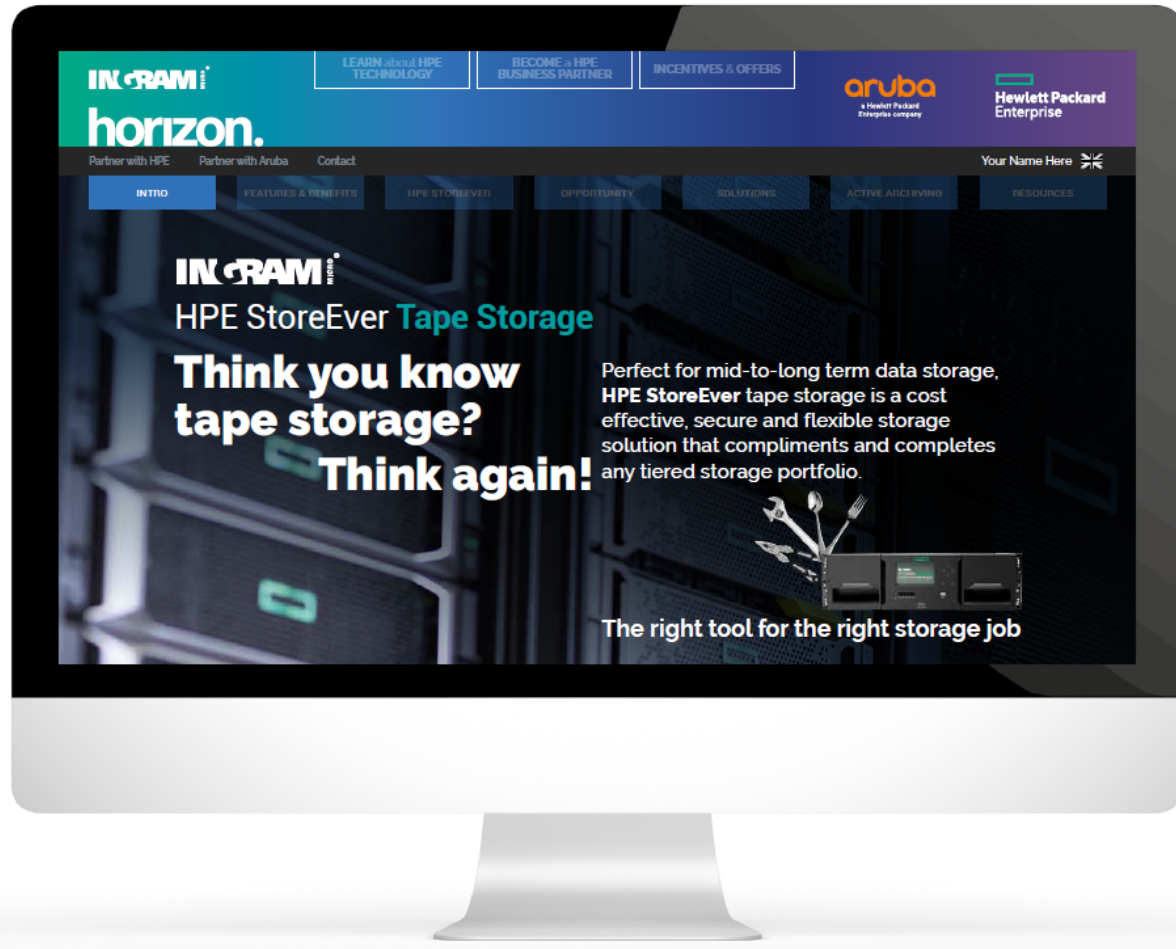 INGRAM MICRO
horizon.
LEARN about HPE
TECHNOLOGY
BECOME a HPE
BUSINESS PARTNER
INCENTIVES & OFFERS
aruba
a Hewlett Packard
Enterprise company
Hewlett Packard
Enterprise
Partner with HPE
Partner with Aruba
Contact
Your Name Here
INTRO
FEATURES & BENEFITS
HPE STOREEVER
OPPORTUNITY
SOLUTIONS
ACTIVE ARCHIVING
RESOURCES
INGRAM MICRO
HPE StoreEver Tape Storage
Think you know
tape storage?
Think again!
Perfect for mid-to-long term data storage,
HPE StoreEver tape storage is a cost
effective, secure and flexible storage
solution that compliments and completes
any tiered storage portfolio.
The right tool for the right storage job